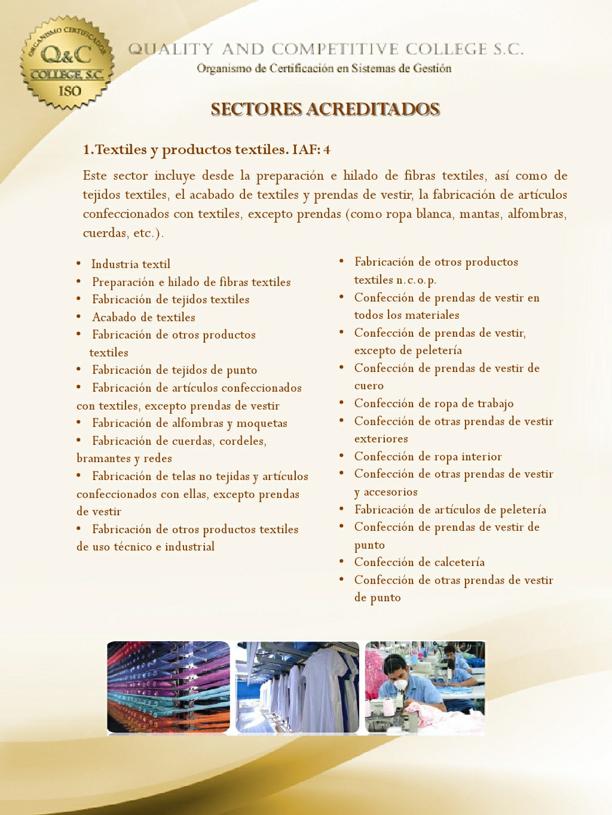 ORGANISMO CERTIFICADOR
Q&C
COLLEGE, S.C.
ISO
QUALITY AND COMPETITIVE COLLEGE S.C.
Organismo de Certificación en Sistemas de Gestión
SECTORES ACREDITADOS
1.Textiles y productos textiles. IAF: 4
Este sector incluye desde la preparación e hilado de fibras textiles, así como de
tejidos textiles, el acabado de textiles y prendas de vestir, la fabricación de artículos
confeccionados con textiles, excepto prendas (como ropa blanca, mantas, alfombras,
cuerdas, etc.).
• Industria textil
• Preparación e hilado de fibras textiles
• Fabricación de tejidos textiles
• Acabado de textiles
• Fabricación de otros productos
textiles
• Fabricación de tejidos de punto
• Fabricación de artículos confeccionados
con textiles, excepto prendas de vestir
• Fabricación de alfombras y moquetas
• Fabricación de cuerdas, cordeles,
bramantes y redes
• Fabricación de telas no tejidas y artículos
confeccionados con ellas, excepto prendas
de vestir
• Fabricación de otros productos textiles
de uso técnico e industrial
• Fabricación de otros productos
textiles n.c.o.p.
• Confección de prendas de vestir en
todos los materiales
• Confección de prendas de vestir,
excepto de peletería
• Confección de prendas de vestir de
cuero
• Confección de ropa de trabajo
• Confección de otras prendas de vestir
exteriores
• Confección de ropa interior
• Confección de otras prendas de vestir
y accesorios
• Fabricación de artículos de peletería
• Confección de prendas de vestir de
punto
• Confección de calcetería
• Confección de otras prendas de vestir
de punto